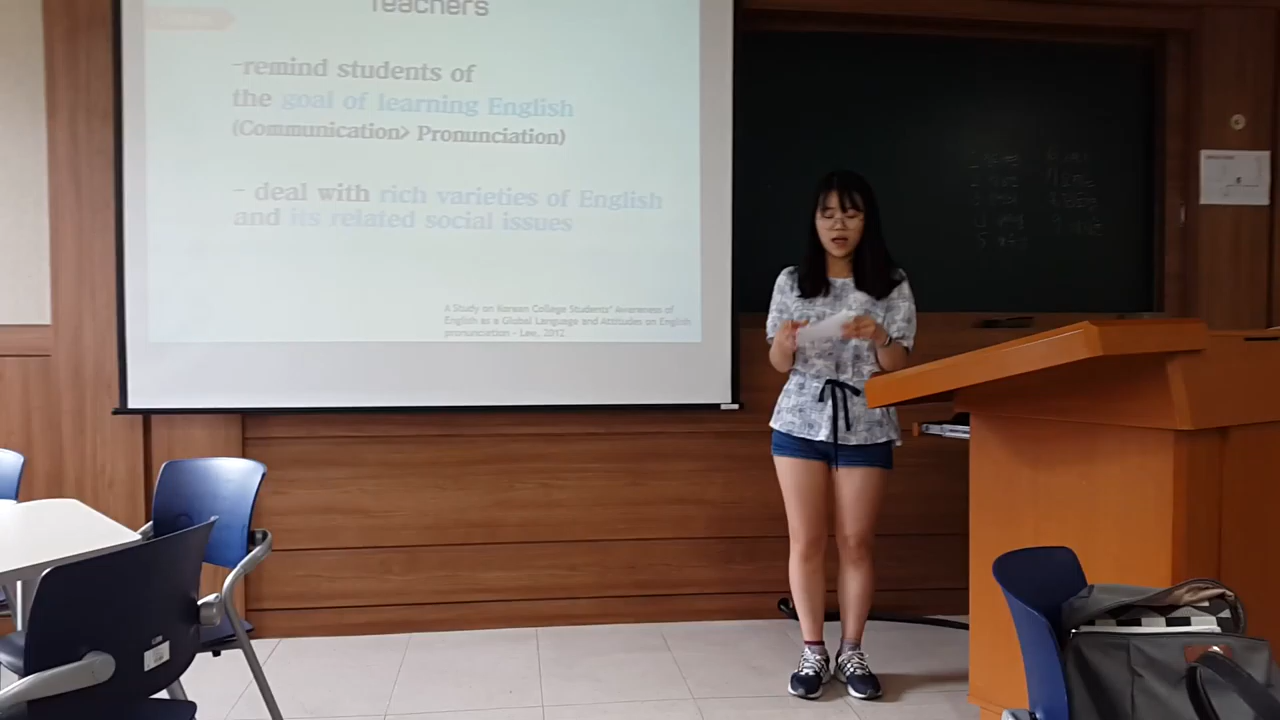 Teachers
-remind students of
the goal of learning English
(Communication> Pronunciation)
- deal with rich varieties of English
and its related social issues
A Study on Korean College Students' Awareness of
English as a Global Language and Attitudes on English
pronunciation - Lee, 2012